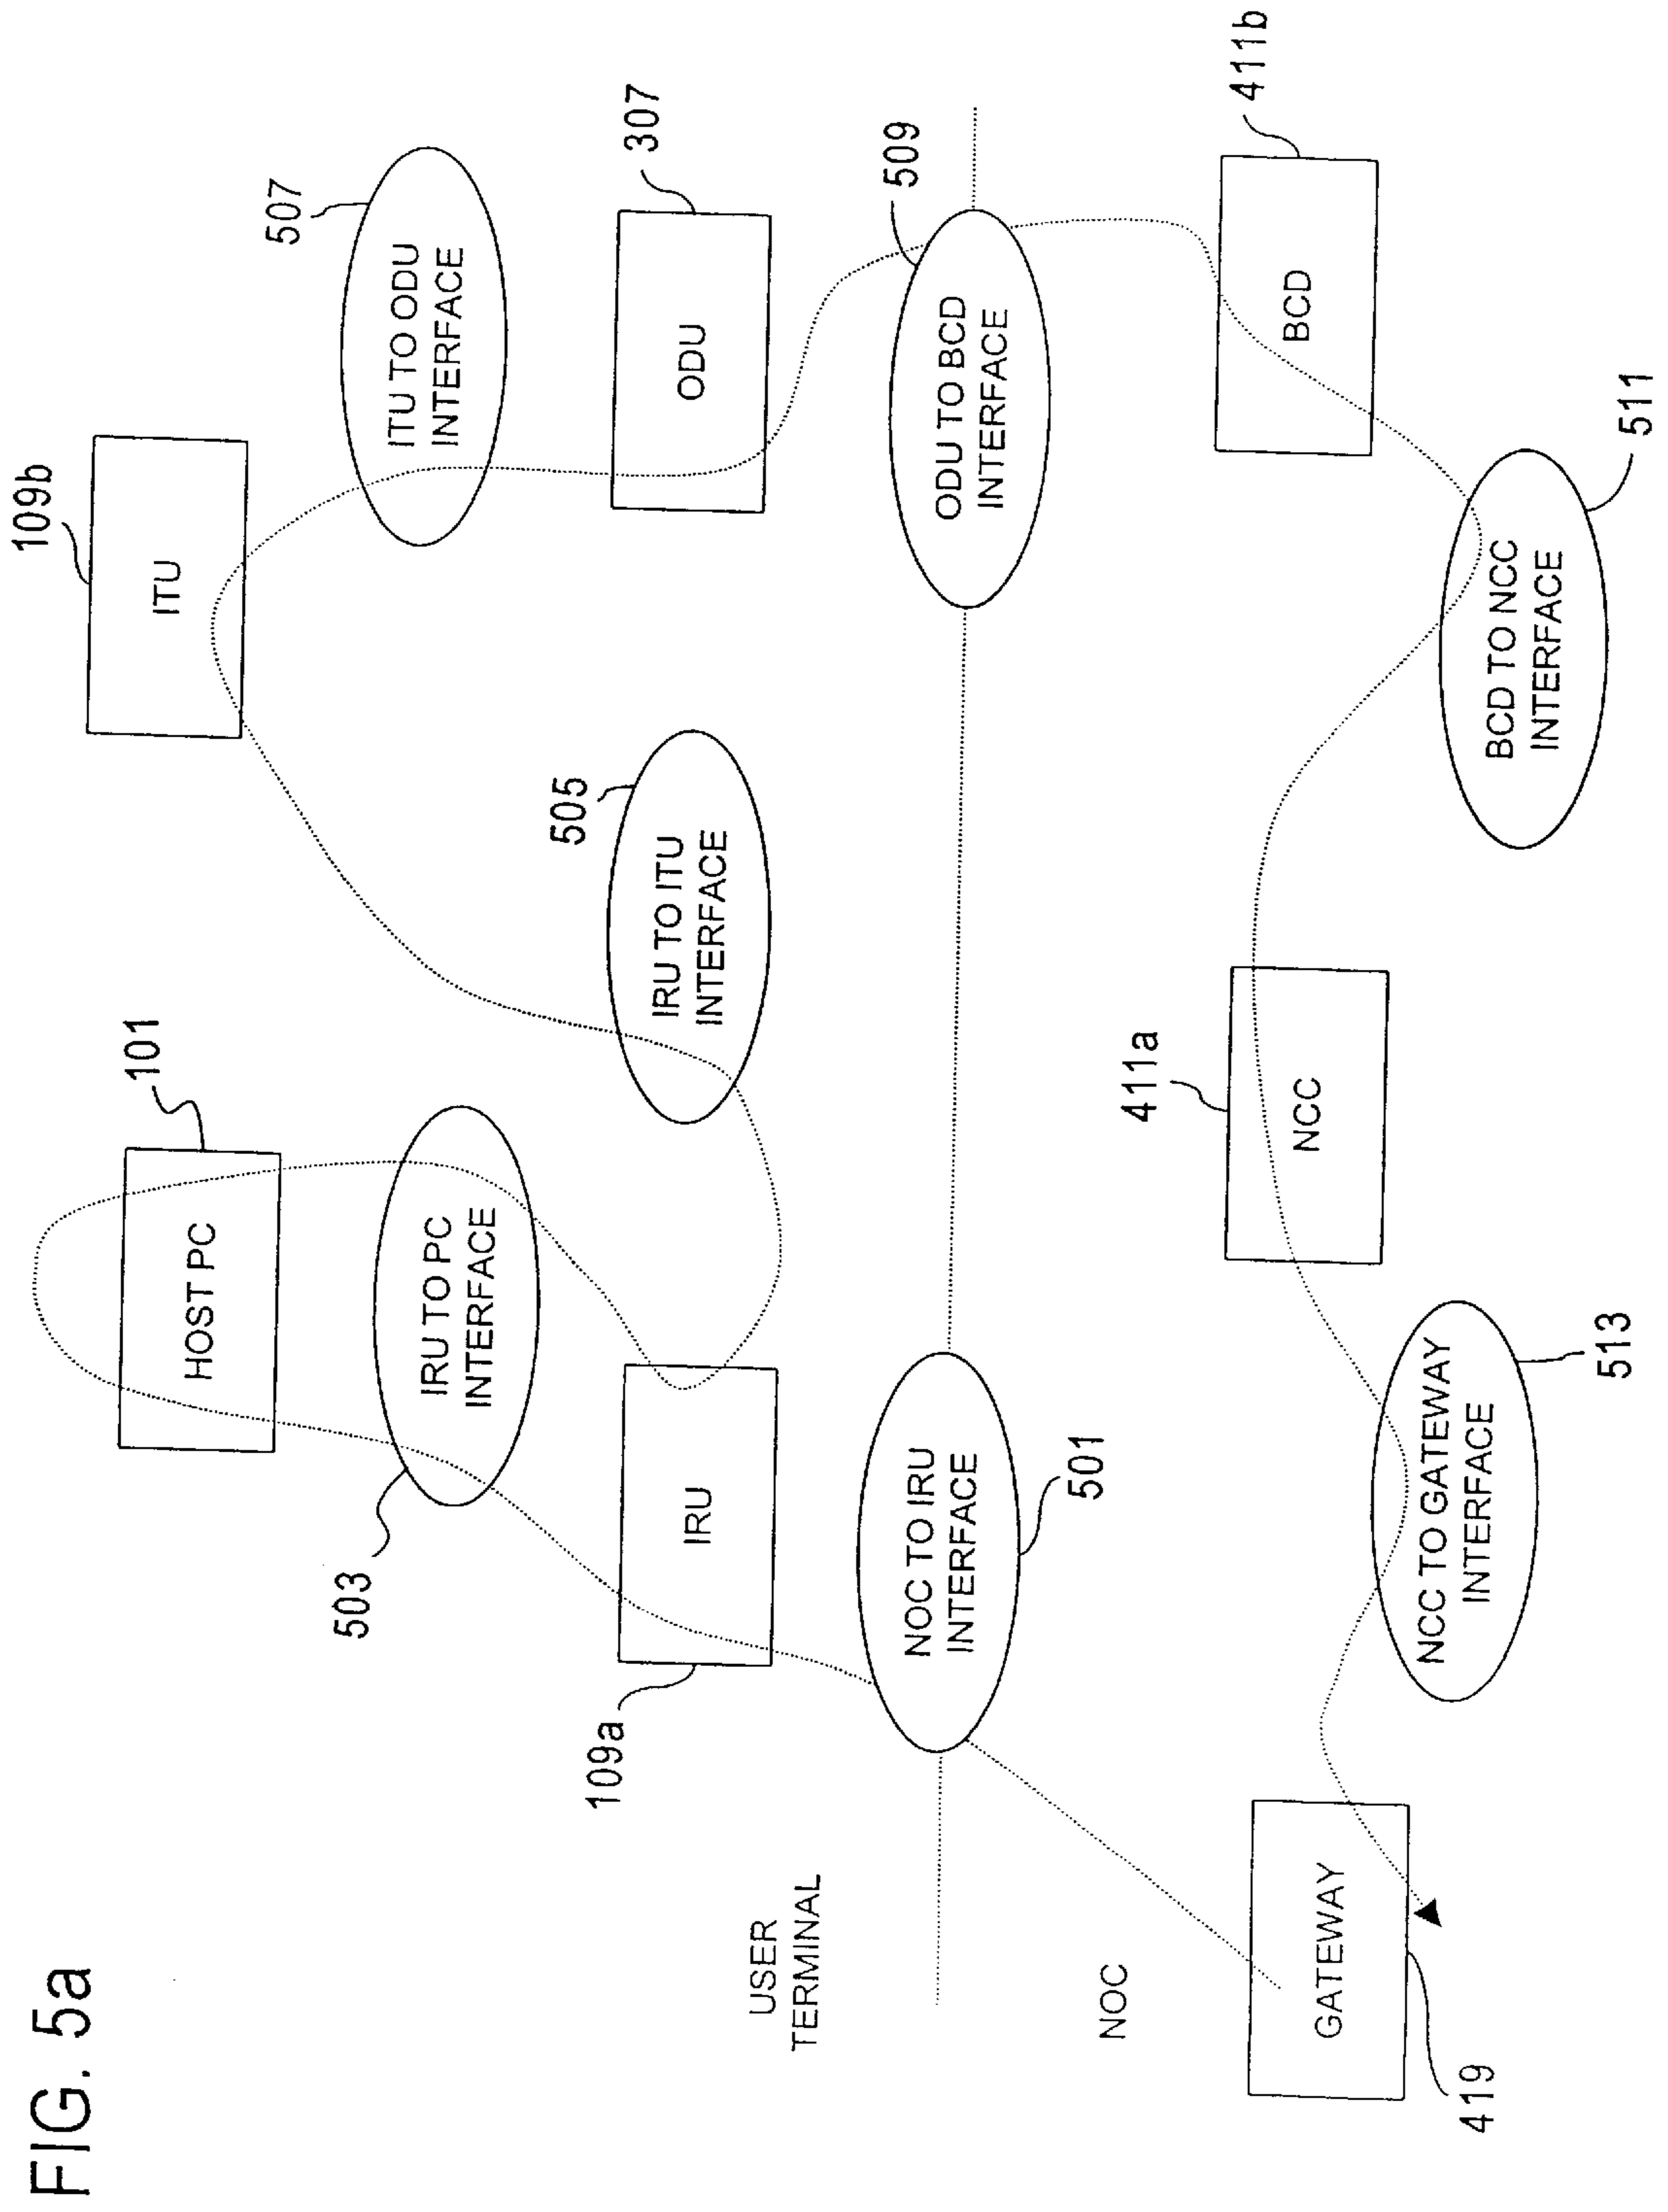 FIG. 5a
109b
ITU
507
ITU TO ODU
INTERFACE
101
HOST PC
503
IRU TO PC
INTERFACE
505
IRU TO ITU
INTERFACE
307
ODU
109a
IRU
USER
TERMINAL
501
NOC TO IRU
INTERFACE
509
ODU TO BCD
INTERFACE
NOC
419
GATEWAY
411a
NCC
411b
BCD
513
NCC TO GATEWAY
INTERFACE
511
BCD TO NCC
INTERFACE